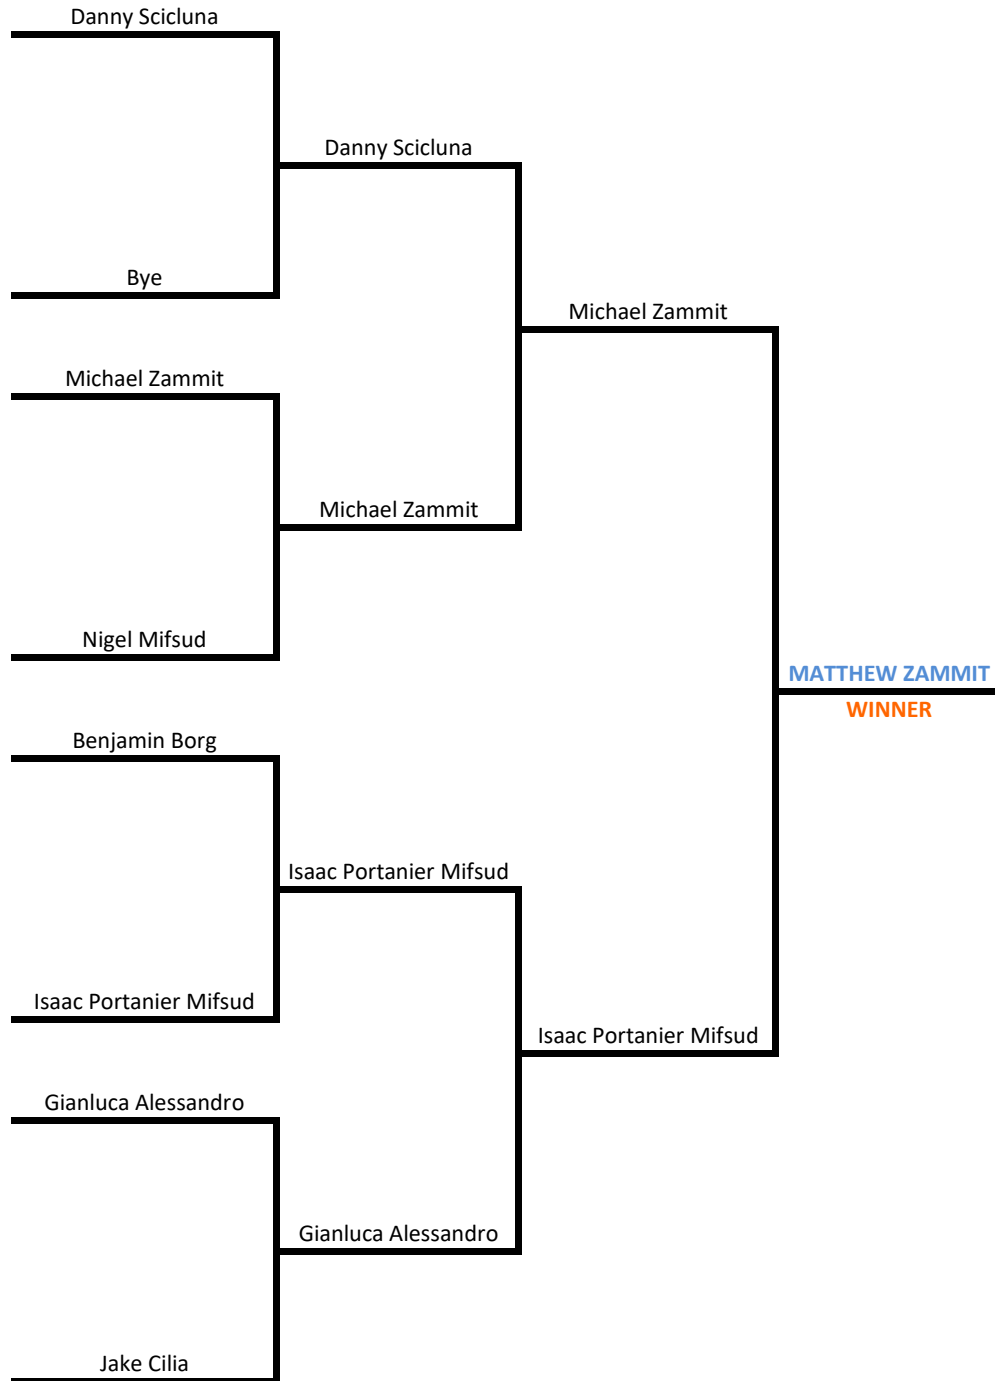 Danny Scicluna
Danny Scicluna
Bye
Michael Zammit
Michael Zammit
Michael Zammit
Nigel Mifsud
MATTHEW ZAMMIT
WINNER
Benjamin Borg
Isaac Portanier Mifsud
Isaac Portanier Mifsud
Isaac Portanier Mifsud
Gianluca Alessandro
Gianluca Alessandro
Jake Cilia